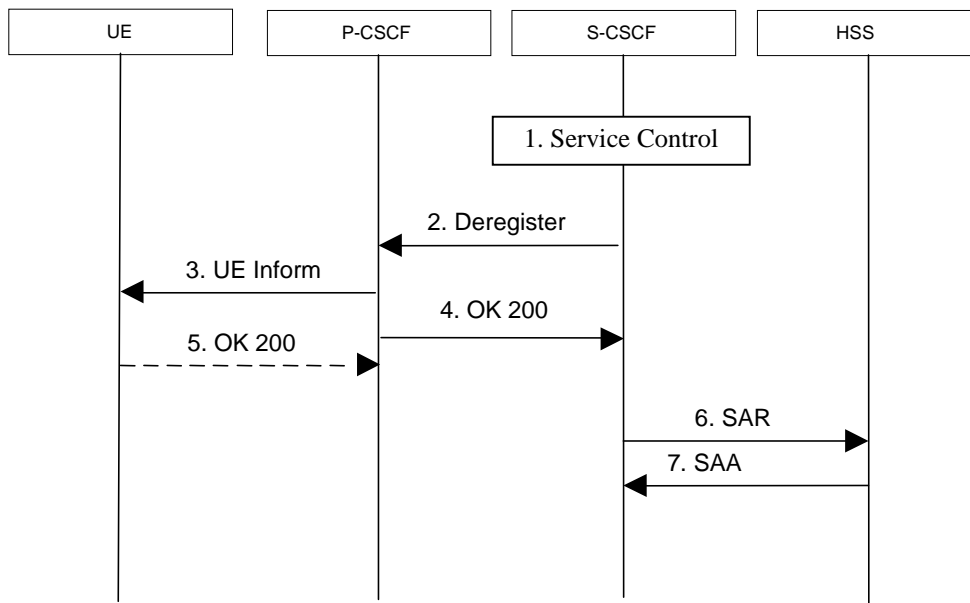 UE
P-CSCF
S-CSCF
HSS
1. Service Control
2. Deregister
3. UE Inform
4. OK 200
5. OK 200
6. SAR
7. SAA